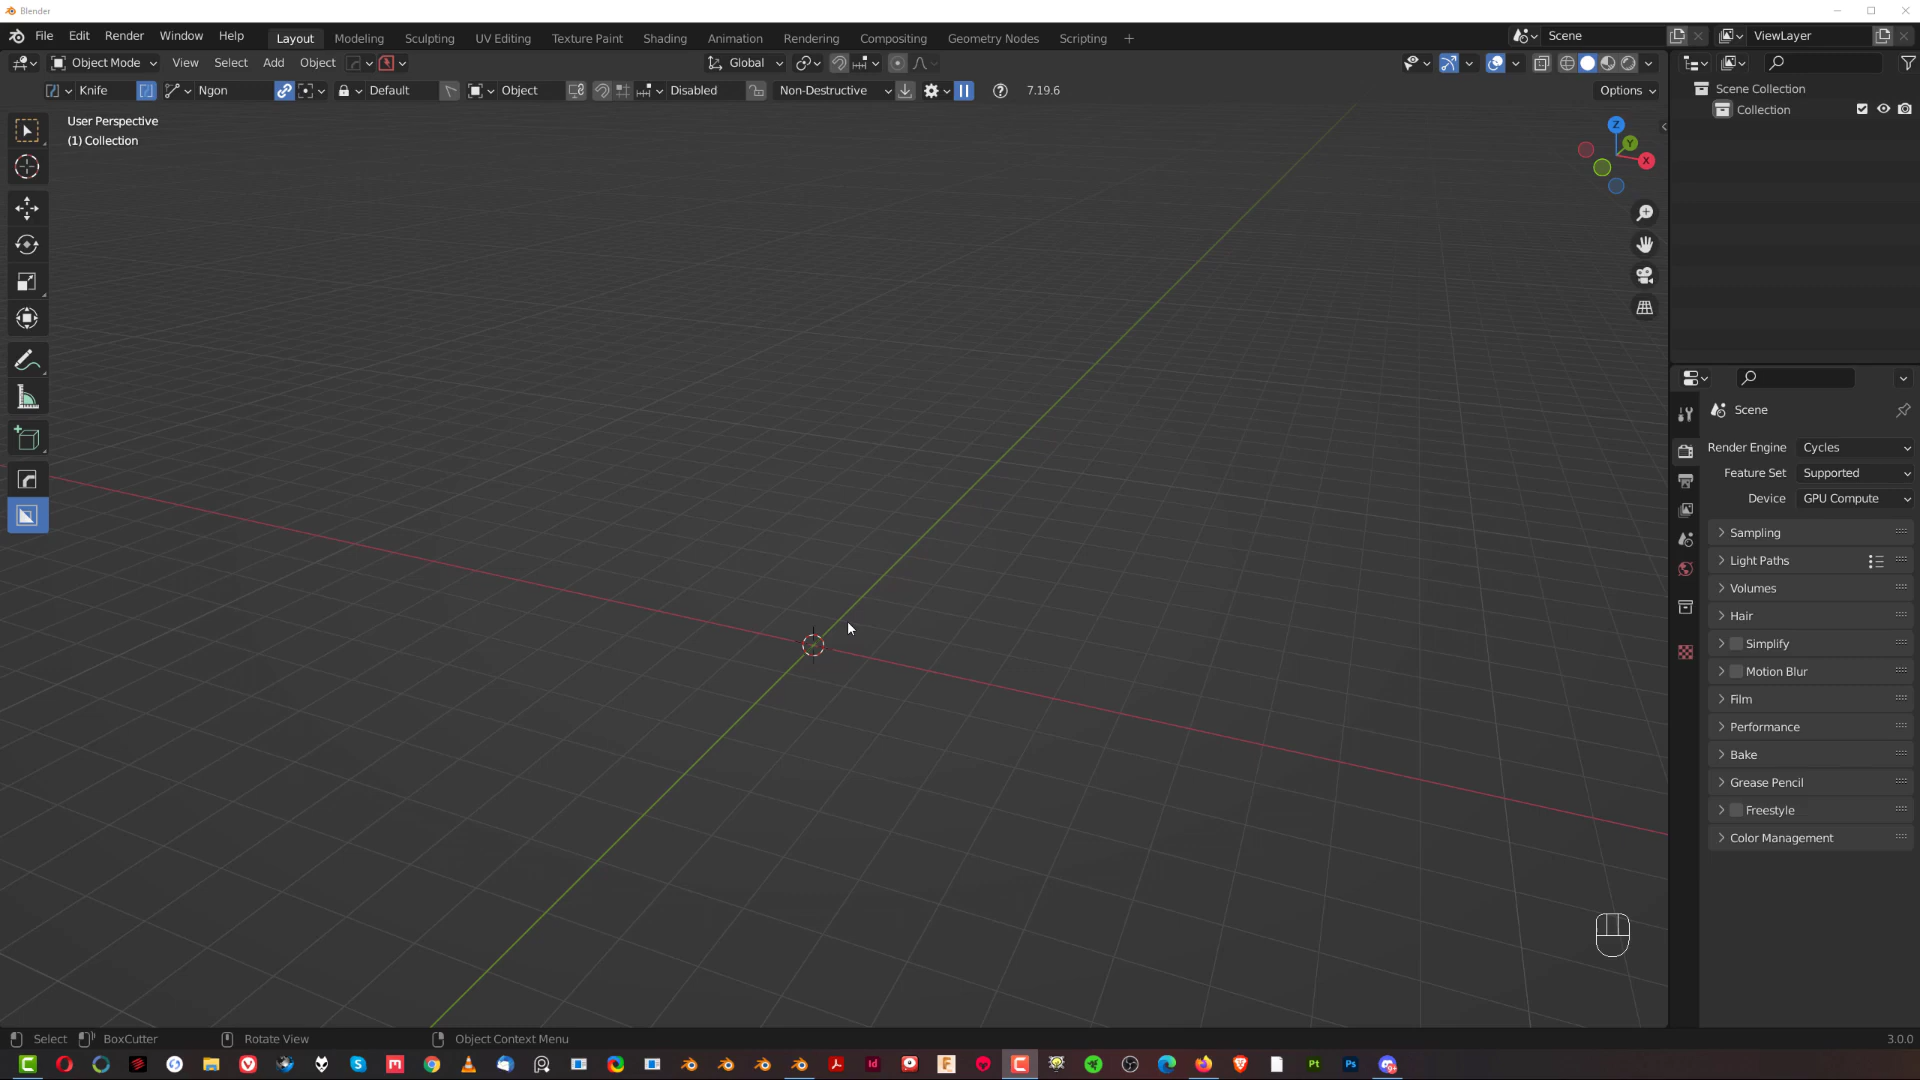 Blender
File Edit Render Window Help Layout Modeling Sculpting UV Editing Texture Paint Shading Animation Rendering Compositing Geometry Nodes Scripting + Scene ViewLayer
Object Mode View Select Add Object Global
Knife Ngon Default Object Disabled Non-Destructive 7.19.6 Options
User Perspective
(1) Collection
Z
Y
X
Scene Collection
Collection
Scene
Render Engine Cycles
Feature Set Supported
Device GPU Compute
Sampling
Light Paths
Volumes
Hair
Simplify
Motion Blur
Film
Performance
Bake
Grease Pencil
Freestyle
Color Management
Select BoxCutter Rotate View Object Context Menu 3.0.0
Id Pt Ps